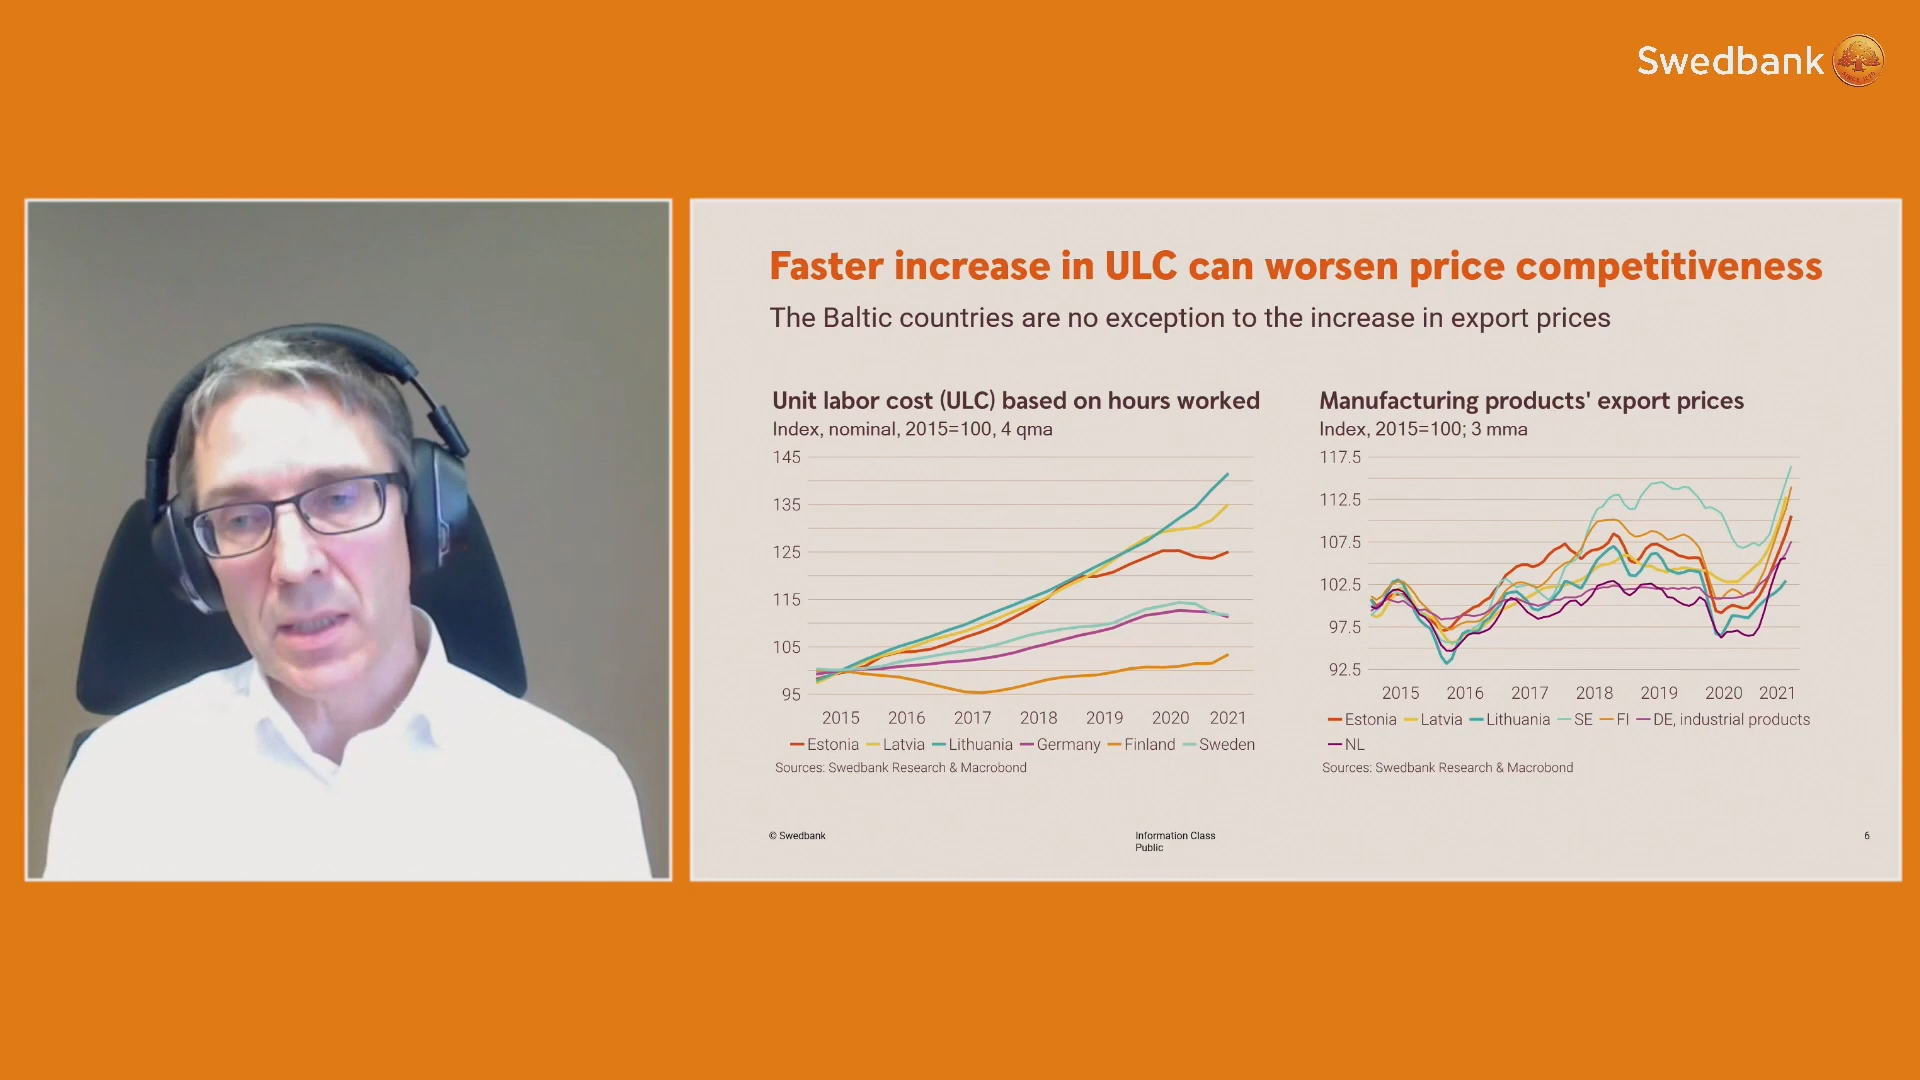 Swedbank
Faster increase in ULC can worsen price competitiveness
The Baltic countries are no exception to the increase in export prices
Unit labor cost (ULC) based on hours worked
Index, nominal, 2015=100, 4 qma
145
135
125
115
105
95
2015 2016 2017 2018 2019 2020 2021
Estonia Latvia Lithuania Germany Finland Sweden
Sources: Swedbank Research & Macrobond
Manufacturing products' export prices
Index, 2015=100; 3 mma
117.5
112.5
107.5
102.5
97.5
92.5
2015 2016 2017 2018 2019 2020 2021
Estonia Latvia Lithuania SE FI DE, industrial products
NL
Sources: Swedbank Research & Macrobond
© Swedbank
Information Class
Public
6